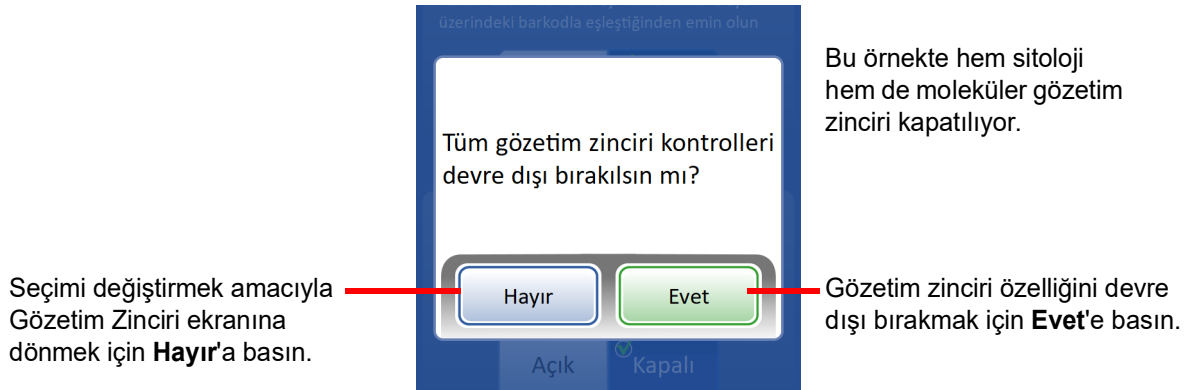 üzerindeki barkodla eşleştiğinden emin olun
Tüm gözetim zinciri kontrolleri
devre dışı bırakılsın mı?
Hayır
Evet
Açık
Kapalı
Bu örnekte hem sitoloji
hem de moleküler gözetim
zinciri kapatılıyor.
Seçimi değiştirmek amacıyla
Gözetim Zinciri ekranına
dönmek için Hayır'a basın.
Gözetim zinciri özelliğini devre
dışı bırakmak için Evet'e basın.